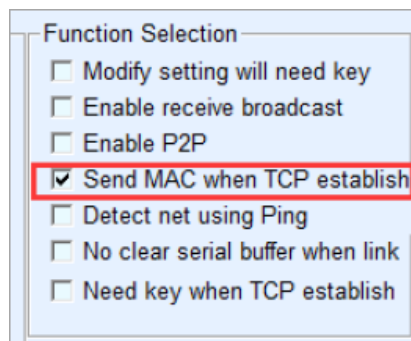 Function Selection
Modify setting will need key
Enable receive broadcast
Enable P2P
Send MAC when TCP establish
Detect net using Ping
No clear serial buffer when link
Need key when TCP establish